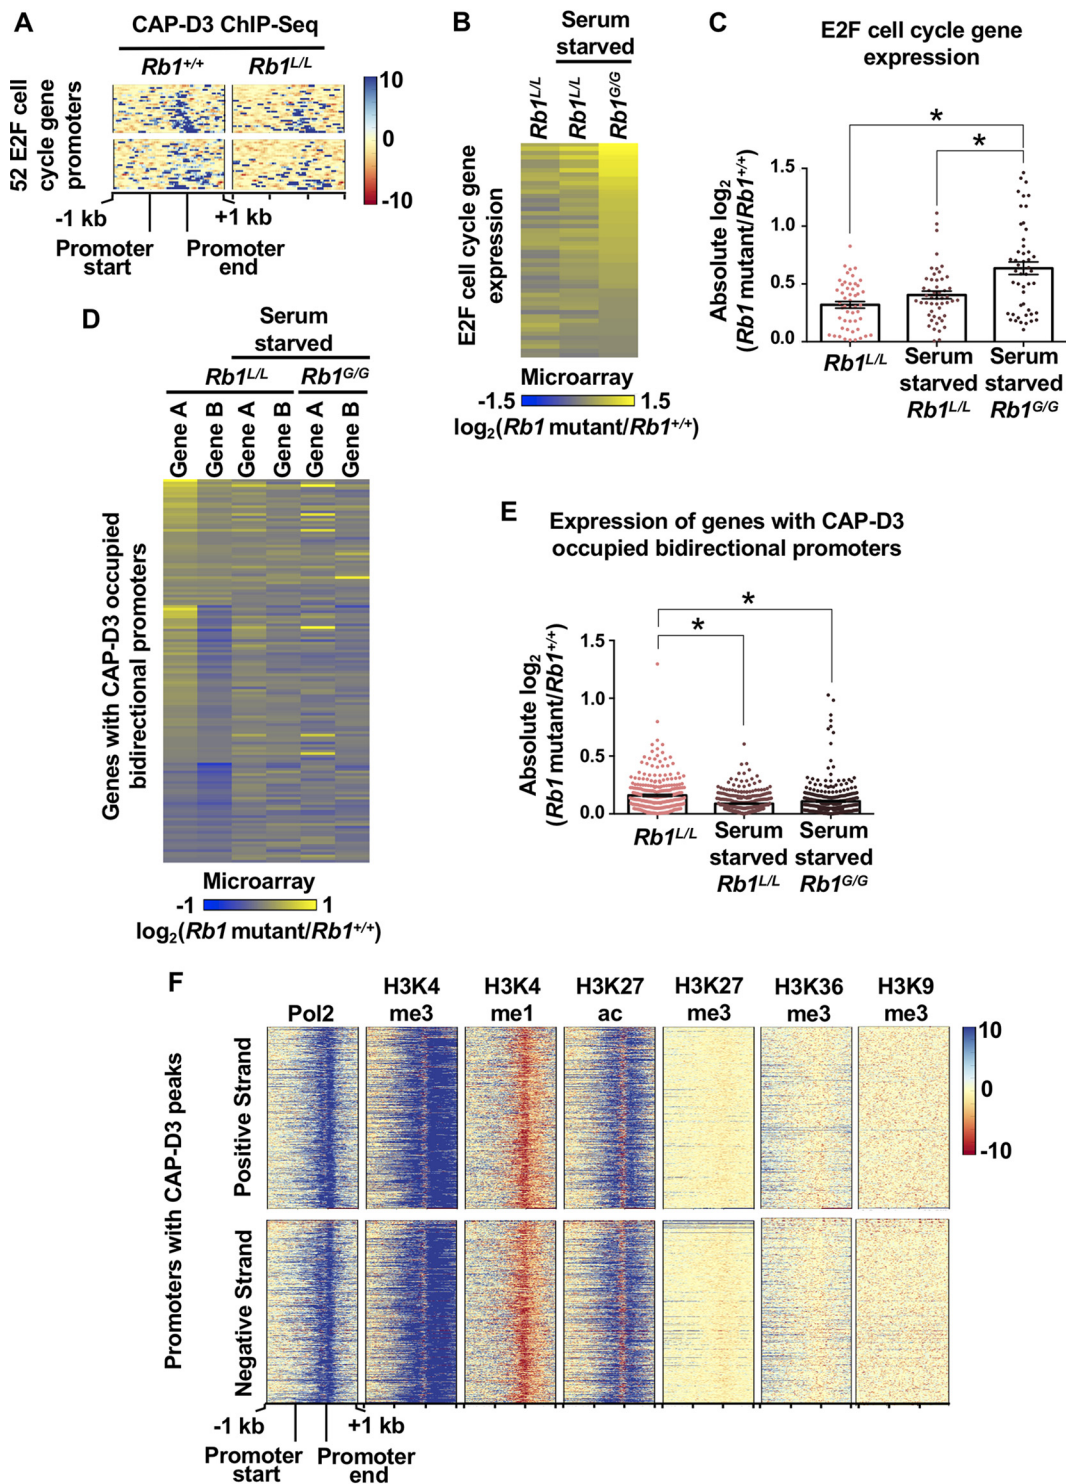 A
CAP-D3 ChIP-Seq
Rb1+/+
Rb1L/L
52 E2F cell
cycle gene
promoters
10
0
-10
-1 kb
+1 kb
Promoter
start
Promoter
end
B
Serum
starved
Rb1L/L
Rb1L/L
Rb1G/G
E2F cell cycle gene
expression
Microarray
-1.5
1.5
log2(Rb1 mutant/Rb1+/+)
C
E2F cell cycle gene
expression
*
*
Absolute log2
(Rb1 mutant/Rb1+/+)
1.5
1.0
0.5
0.0
Rb1L/L
Serum
starved
Rb1L/L
Serum
starved
Rb1G/G
D
Serum
starved
Rb1L/L
Rb1G/G
Gene A
Gene B
Gene A
Gene B
Gene A
Gene B
Genes with CAP-D3 occupied
bidirectional promoters
Microarray
-1
1
log2(Rb1 mutant/Rb1+/+)
E
Expression of genes with CAP-D3
occupied bidirectional promoters
*
*
Absolute log2
(Rb1 mutant/Rb1+/+)
1.5
1.0
0.5
0.0
Rb1L/L
Serum
starved
Rb1L/L
Serum
starved
Rb1G/G
F
Pol2
H3K4
me3
H3K4
me1
H3K27
ac
H3K27
me3
H3K36
me3
H3K9
me3
Promoters with CAP-D3 peaks
Positive Strand
Negative Strand
10
0
-10
-1 kb
+1 kb
Promoter
start
Promoter
end